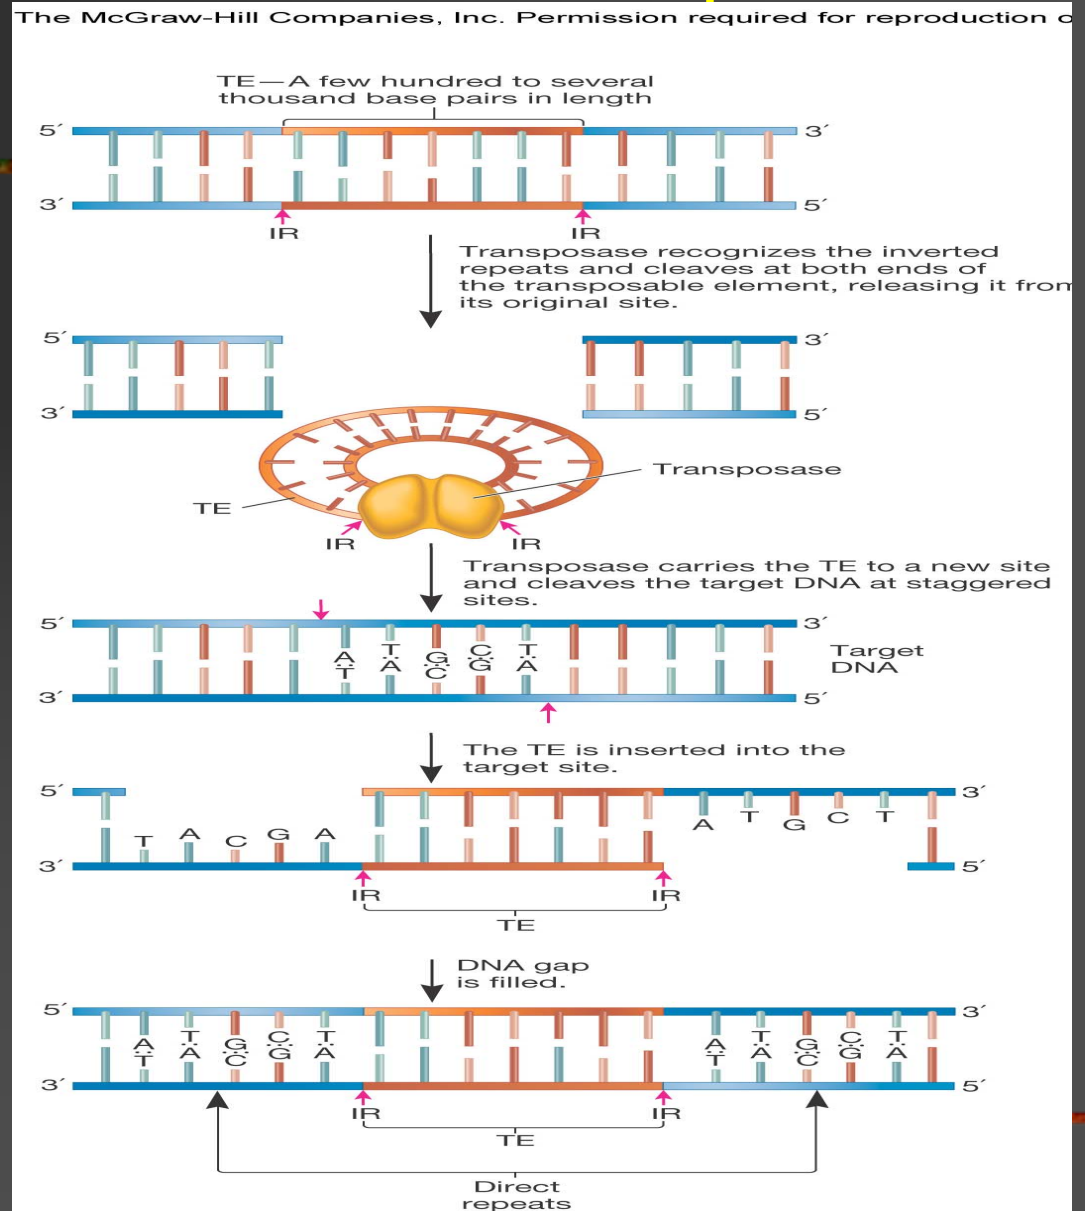 The McGraw-Hill Companies, Inc. Permission required for reproduction o
TE—A few hundred to several
thousand base pairs in length
5´ 3´
3´ 5´
IR IR
Transposase recognizes the inverted
repeats and cleaves at both ends of
the transposable element, releasing it from
its original site.
5´ 3´
3´ 5´
Transposase
TE
IR IR
Transposase carries the TE to a new site
and cleaves the target DNA at staggered
sites.
5´ 3´
A T G C T
T A C G A
Target
DNA
3´ 5´
The TE is inserted into the
target site.
5´ 3´
A T G C T
T A C G A
3´ 5´
IR IR
TE
DNA gap
is filled.
5´ 3´
A T G C T A T G C T
T A C G A T A C G A
3´ 5´
IR IR
TE
Direct
repeats